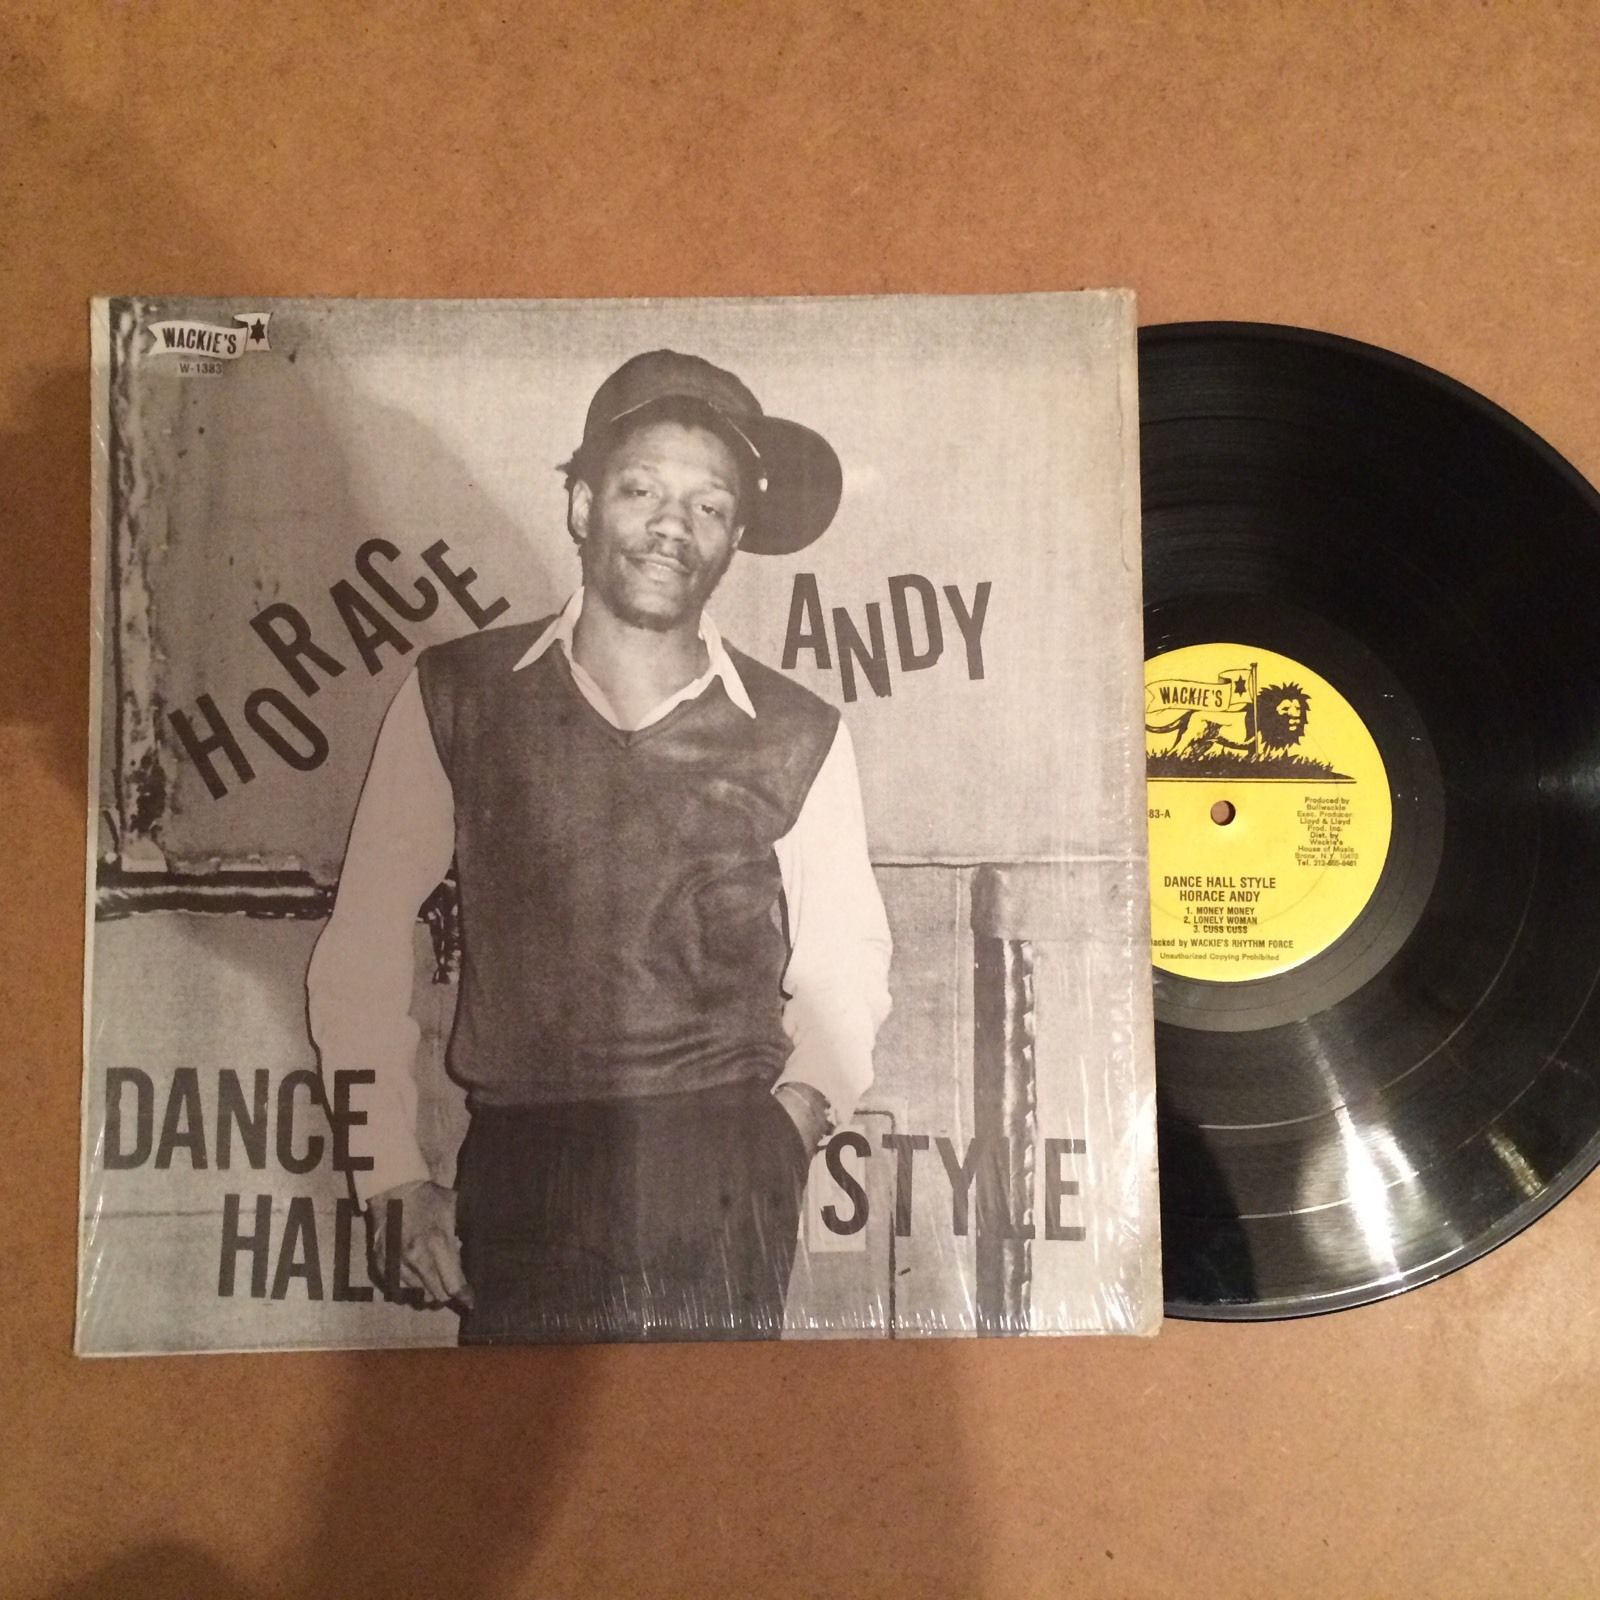 WACKIE'S
W-1383
HORACE ANDY
DANCE
HALL STYLE
WACKIE'S
83-A
Produced by
Bullwackie
Exec. Producer
Lloyd & Lloyd
Prod. Inc.
Dist. by
Wackie's
House of Music
Bronx, N.Y.
Tel.
DANCE HALL STYLE
HORACE ANDY
1. MONEY MONEY
2. LONELY WOMAN
3. CUSS CUSS
by WACKIE'S RHYTHM FORCE
Unauthorized Copying Prohibited